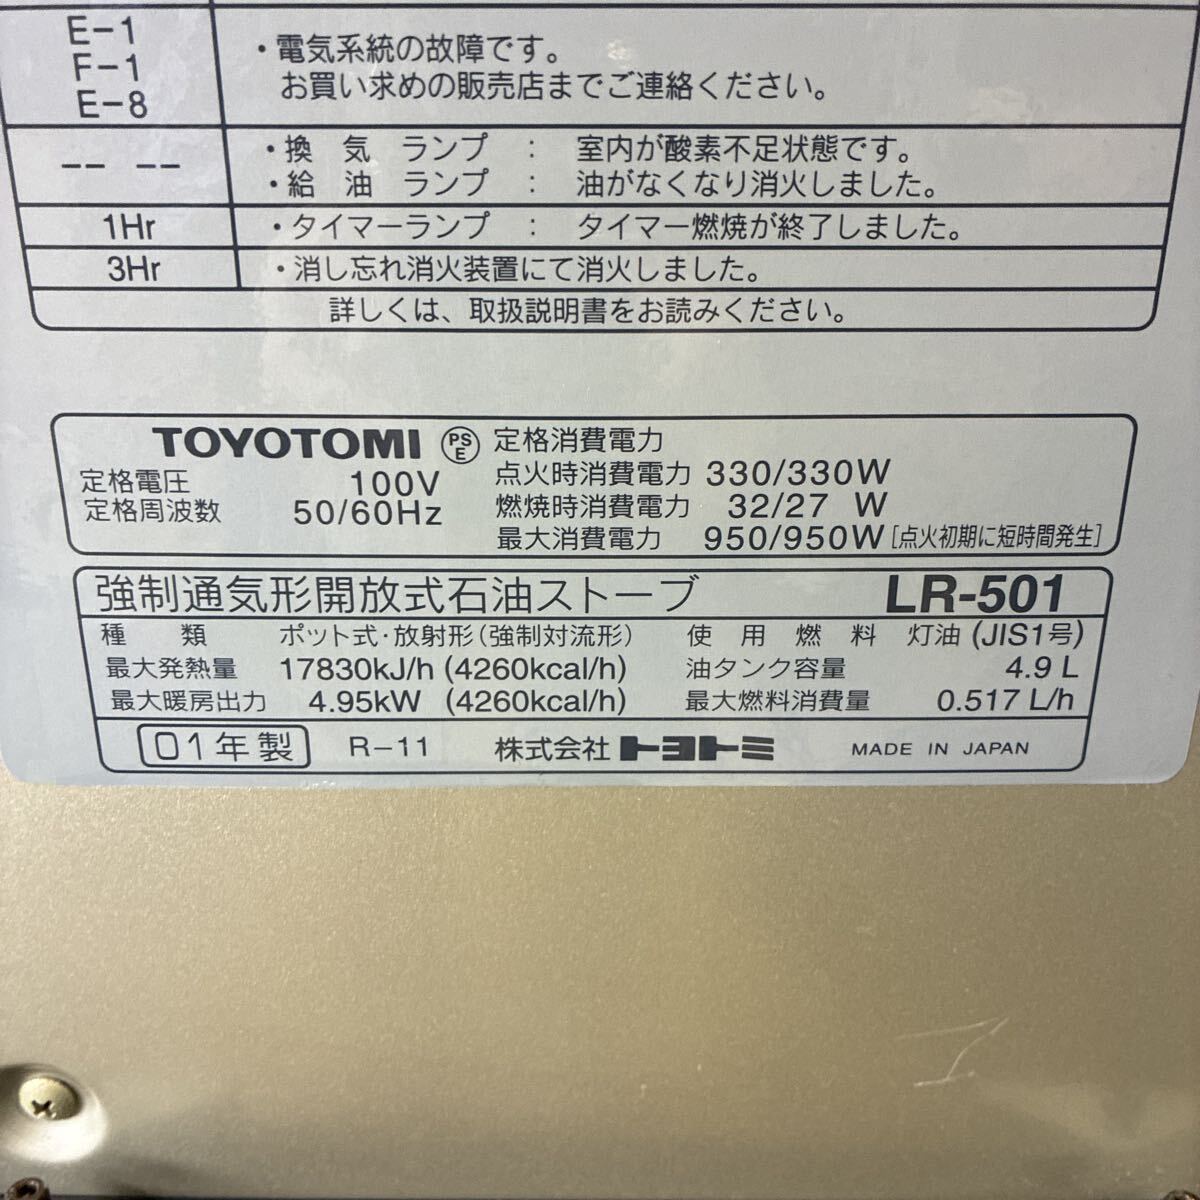 E-1
F-1
E-8
・電気系統の故障です。
お買い求めの販売店までご連絡ください。
-- --
・換 気 ランプ : 室内が酸素不足状態です。
・給 油 ランプ : 油がなくなり消火しました。
1Hr ・タイマーランプ : タイマー燃焼が終了しました。
3Hr ・消し忘れ消火装置にて消火しました。
詳しくは、取扱説明書をお読みください。
TOYOTOMI PSE 定格消費電力
定格電圧 100V 点火時消費電力 330/330W
定格周波数 50/60Hz 燃焼時消費電力 32/27 W
最大消費電力 950/950W [点火初期に短時間発生]
強制通気形開放式石油ストーブ LR-501
種 類 ポット式・放射形(強制対流形) 使 用 燃 料 灯油 (JIS1号)
最大発熱量 17830kJ/h (4260kcal/h) 油タンク容量 4.9 L
最大暖房出力 4.95kW (4260kcal/h) 最大燃料消費量 0.517 L/h
01年製 R-11 株式会社 トヨトミ MADE IN JAPAN